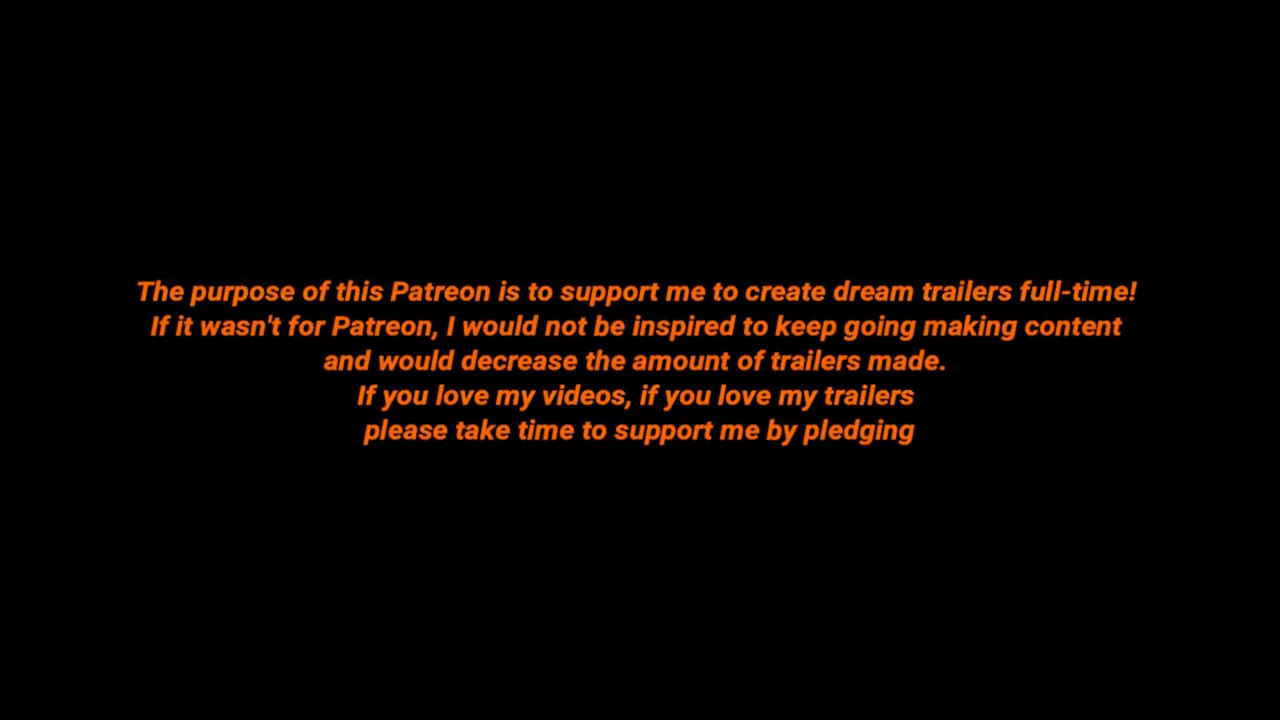 The purpose of this Patreon is to support me to create dream trailers full-time!
If it wasn't for Patreon, I would not be inspired to keep going making content
and would decrease the amount of trailers made.
If you love my videos, if you love my trailers
please take time to support me by pledging